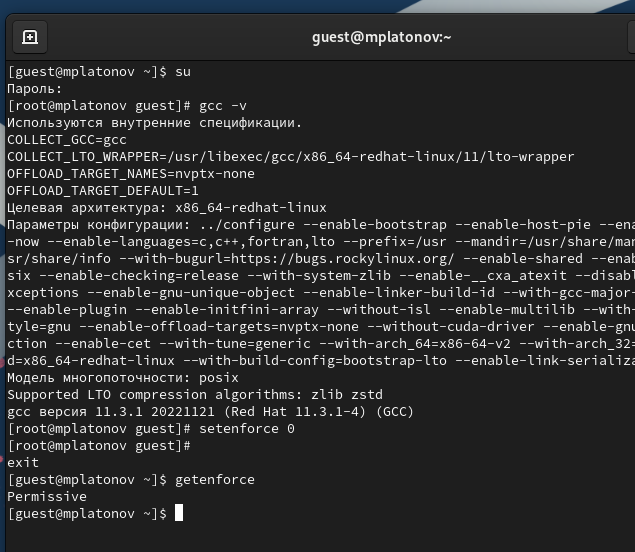 guest@mplatonov:~
[guest@mplatonov ~]$ su
Пароль:
[root@mplatonov guest]# gcc -v
Используются внутренние спецификации.
COLLECT_GCC=gcc
COLLECT_LTO_WRAPPER=/usr/libexec/gcc/x86_64-redhat-linux/11/lto-wrapper
OFFLOAD_TARGET_NAMES=nvptx-none
OFFLOAD_TARGET_DEFAULT=1
Целевая архитектура: x86_64-redhat-linux
Параметры конфигурации: ../configure --enable-bootstrap --enable-host-pie --ena
-now --enable-languages=c,c++,fortran,lto --prefix=/usr --mandir=/usr/share/man
sr/share/info --with-bugurl=https://bugs.rockylinux.org/ --enable-shared --enab
six --enable-checking=release --with-system-zlib --enable-__cxa_atexit --disabl
xceptions --enable-gnu-unique-object --enable-linker-build-id --with-gcc-major-
--enable-plugin --enable-initfini-array --without-isl --enable-multilib --with-
tyle=gnu --enable-offload-targets=nvptx-none --without-cuda-driver --enable-gnu
ction --enable-cet --with-tune=generic --with-arch_64=x86-64-v2 --with-arch_32=
d=x86_64-redhat-linux --with-build-config=bootstrap-lto --enable-link-serializa
Модель многопоточности: posix
Supported LTO compression algorithms: zlib zstd
gcc версия 11.3.1 20221121 (Red Hat 11.3.1-4) (GCC)
[root@mplatonov guest]# setenforce 0
[root@mplatonov guest]#
exit
[guest@mplatonov ~]$ getenforce
Permissive
[guest@mplatonov ~]$